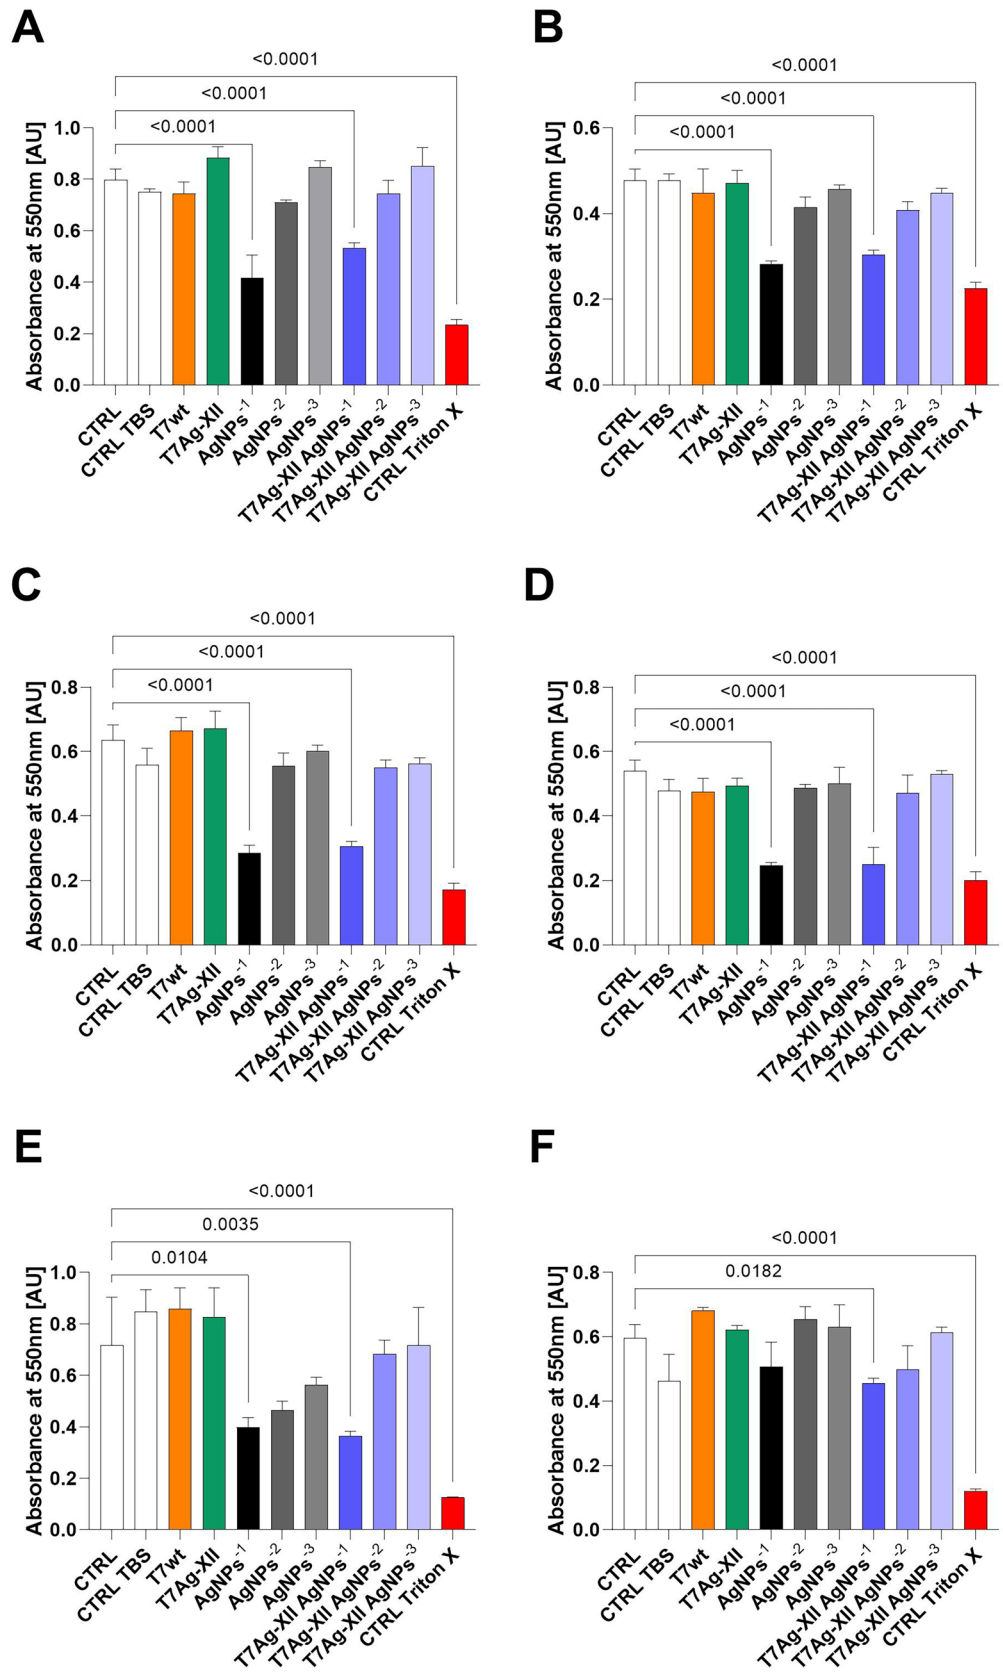 A
<0.0001
<0.0001
<0.0001
Absorbance at 550nm [AU]
1.0
0.8
0.6
0.4
0.2
0.0
CTRL
CTRL TBS
T7wt
T7Ag-XII
AgNPs-1
AgNPs-2
AgNPs-3
T7Ag-XII AgNPs-1
T7Ag-XII AgNPs-2
T7Ag-XII AgNPs-3
CTRL Triton X
B
<0.0001
<0.0001
<0.0001
Absorbance at 550nm [AU]
0.6
0.4
0.2
0.0
CTRL
CTRL TBS
T7wt
T7Ag-XII
AgNPs-1
AgNPs-2
AgNPs-3
T7Ag-XII AgNPs-1
T7Ag-XII AgNPs-2
T7Ag-XII AgNPs-3
CTRL Triton X
C
<0.0001
<0.0001
<0.0001
Absorbance at 550nm [AU]
0.8
0.6
0.4
0.2
0.0
CTRL
CTRL TBS
T7wt
T7Ag-XII
AgNPs-1
AgNPs-2
AgNPs-3
T7Ag-XII AgNPs-1
T7Ag-XII AgNPs-2
T7Ag-XII AgNPs-3
CTRL Triton X
D
<0.0001
<0.0001
<0.0001
Absorbance at 550nm [AU]
0.8
0.6
0.4
0.2
0.0
CTRL
CTRL TBS
T7wt
T7Ag-XII
AgNPs-1
AgNPs-2
AgNPs-3
T7Ag-XII AgNPs-1
T7Ag-XII AgNPs-2
T7Ag-XII AgNPs-3
CTRL Triton X
E
<0.0001
0.0035
0.0104
Absorbance at 550nm [AU]
1.0
0.8
0.6
0.4
0.2
0.0
CTRL
CTRL TBS
T7wt
T7Ag-XII
AgNPs-1
AgNPs-2
AgNPs-3
T7Ag-XII AgNPs-1
T7Ag-XII AgNPs-2
T7Ag-XII AgNPs-3
CTRL Triton X
F
<0.0001
0.0182
Absorbance at 550nm [AU]
0.8
0.6
0.4
0.2
0.0
CTRL
CTRL TBS
T7wt
T7Ag-XII
AgNPs-1
AgNPs-2
AgNPs-3
T7Ag-XII AgNPs-1
T7Ag-XII AgNPs-2
T7Ag-XII AgNPs-3
CTRL Triton X